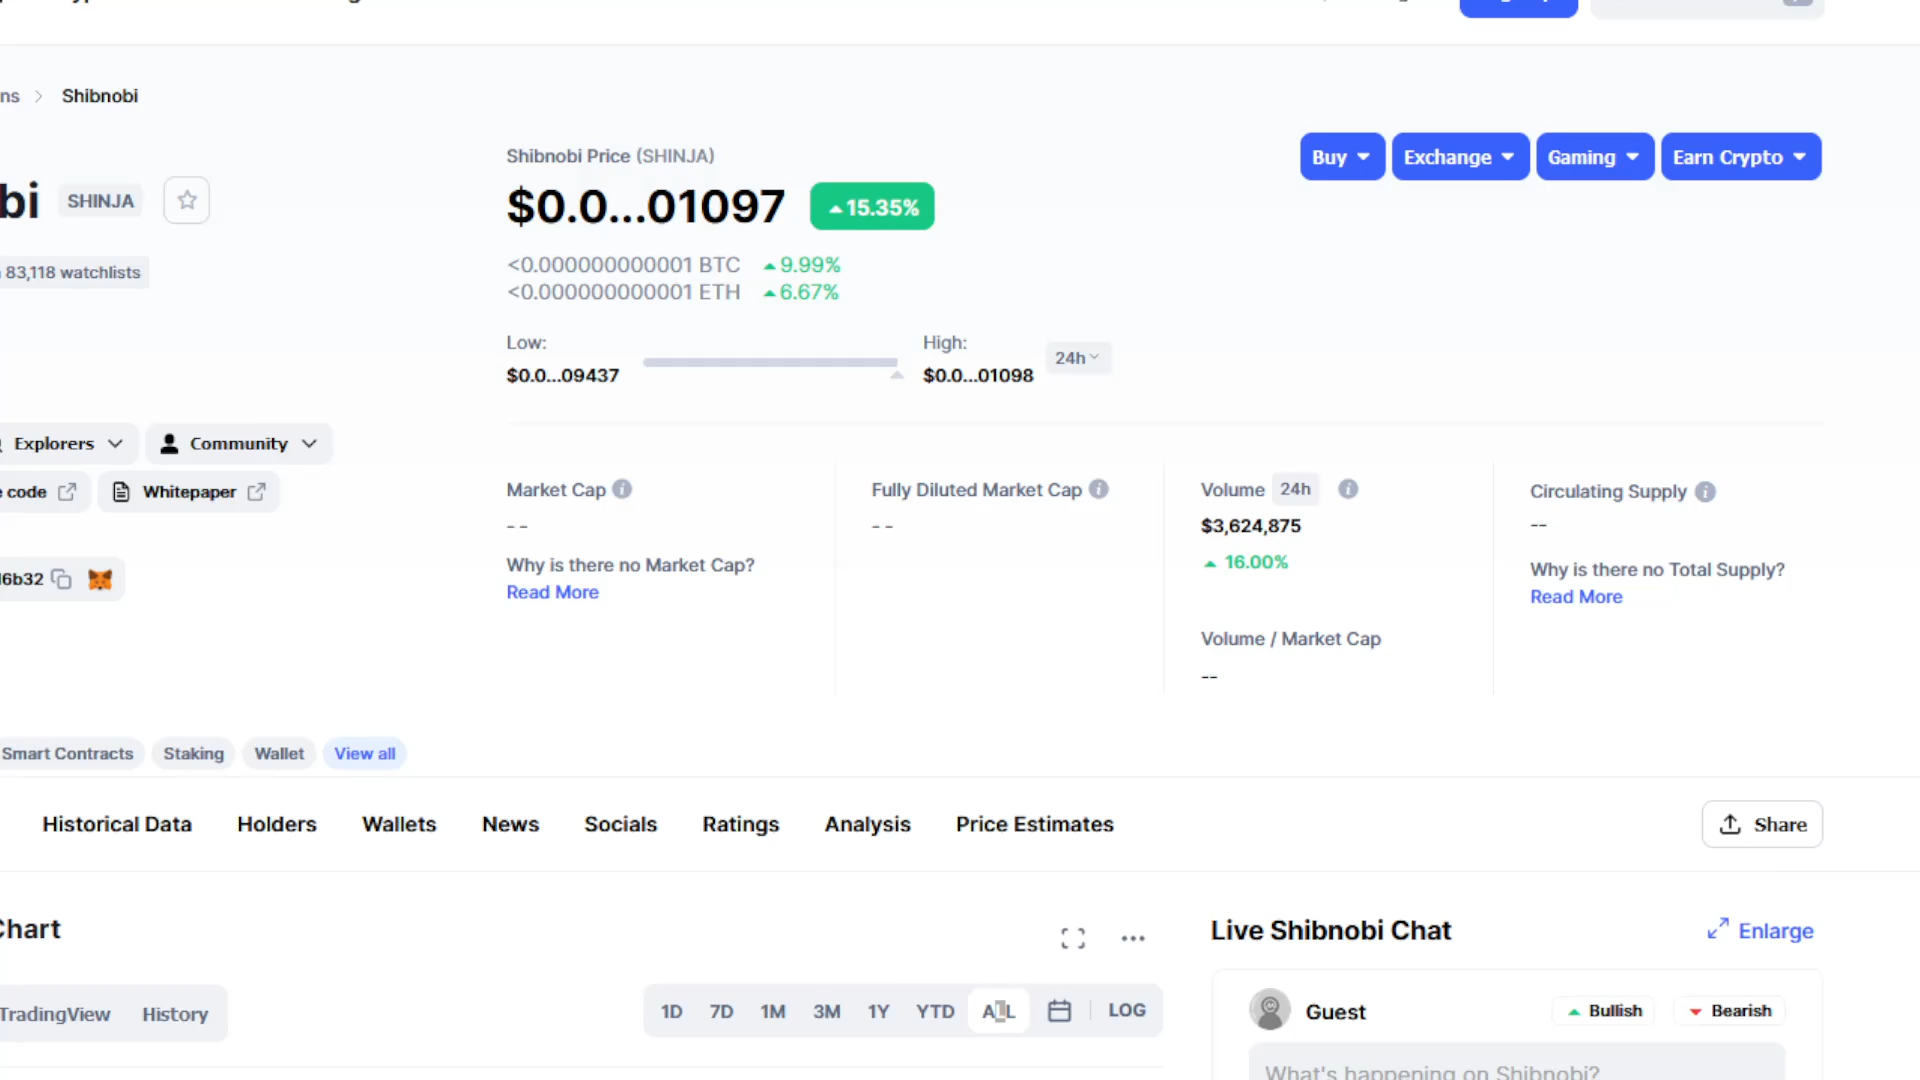 ns > Shibnobi
Shibnobi Price (SHINJA)
Buy Exchange Gaming Earn Crypto
bi SHINJA
$0.0...01097 15.35%
83,118 watchlists
<0.000000000001 BTC 9.99%
<0.000000000001 ETH 6.67%
Low: High:
$0.0...09437 $0.0...01098 24h
Explorers Community
code Whitepaper
Market Cap Fully Diluted Market Cap Volume 24h Circulating Supply
- - - - $3,624,875 --
16.00%
Why is there no Market Cap? Why is there no Total Supply?
Read More Read More
6b32
Volume / Market Cap
--
Smart Contracts Staking Wallet View all
Historical Data Holders Wallets News Socials Ratings Analysis Price Estimates Share
Chart Live Shibnobi Chat Enlarge
TradingView History 1D 7D 1M 3M 1Y YTD ALL LOG
Guest Bullish Bearish
What's happening on Shibnobi?